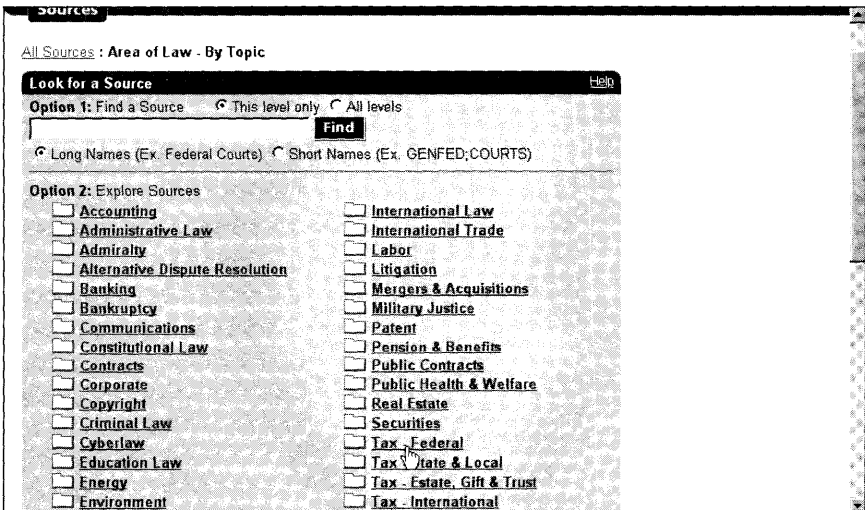 Sources
All Sources : Area of Law - By Topic
Look for a Source
Help
Option 1: Find a Source This level only All levels
Find
Long Names (Ex. Federal Courts) Short Names (Ex. GENFED;COURTS)
Option 2: Explore Sources
Accounting
Administrative Law
Admiralty
Alternative Dispute Resolution
Banking
Bankruptcy
Communications
Constitutional Law
Contracts
Corporate
Copyright
Criminal Law
Cyberlaw
Education Law
Energy
Environment
International Law
International Trade
Labor
Litigation
Mergers & Acquisitions
Military Justice
Patent
Pension & Benefits
Public Contracts
Public Health & Welfare
Real Estate
Securities
Tax - Federal
Tax - State & Local
Tax - Estate, Gift & Trust
Tax - International